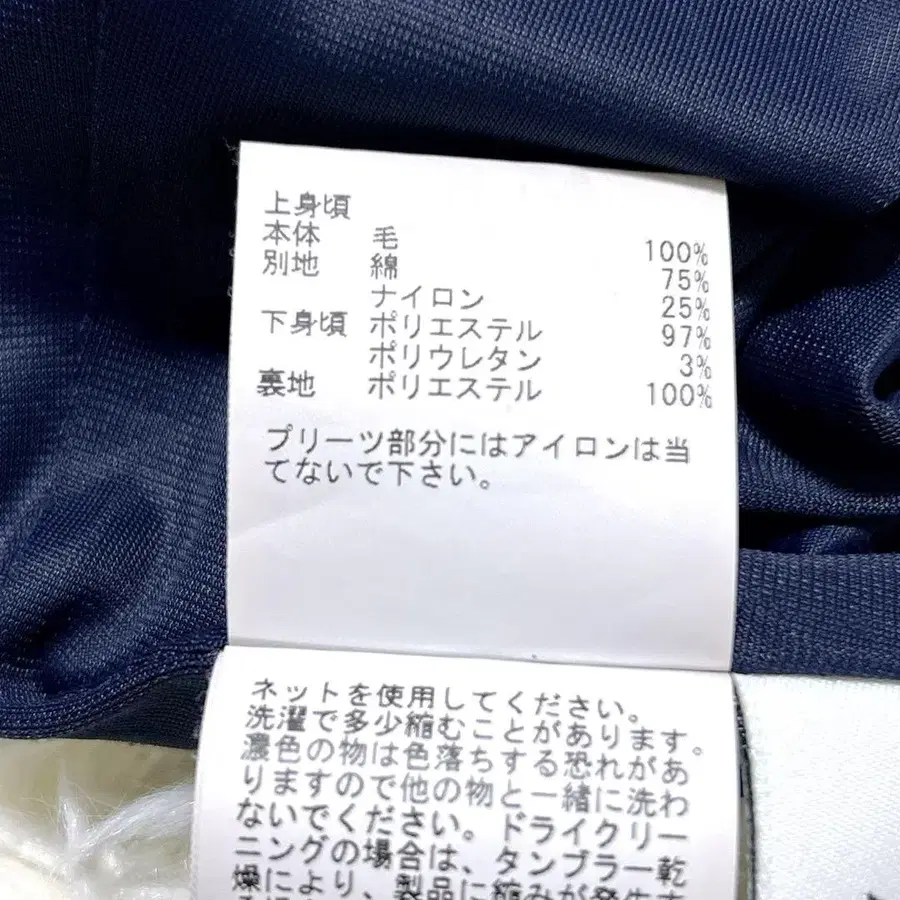 上身頃
本体 毛 100%
別地 綿 75%
ナイロン 25%
下身頃 ポリエステル 97%
ポリウレタン 3%
裏地 ポリエステル 100%
プリーツ部分にはアイロンは当
てないで下さい。
ネットを使用してください。
洗濯で多少縮むことがあります。
濃色の物は色落ちする恐れがあ
りますので他の物と一緒に洗わ
ないでください。ドライクリー
ニングの場合は、タンブラー乾
燥により、製品に縮みが発生